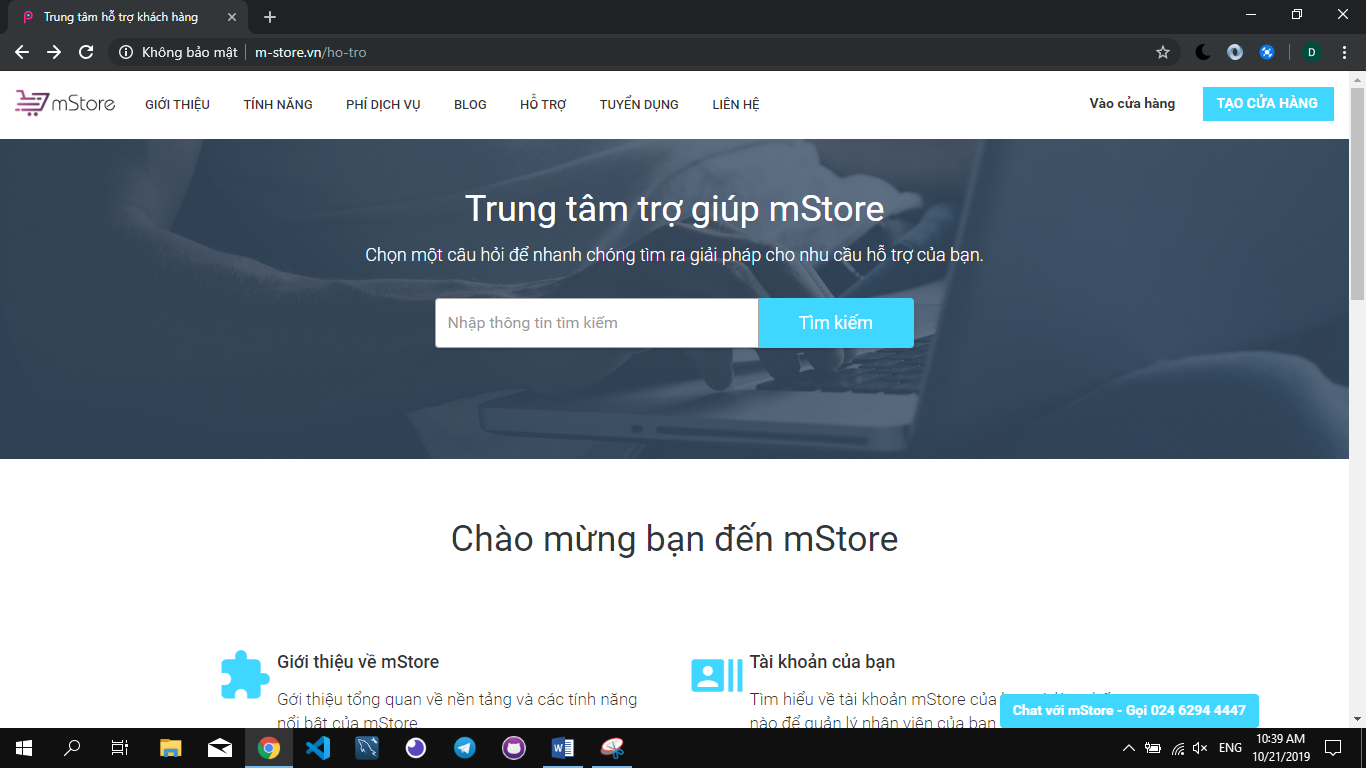 Trung tâm hỗ trợ khách hàng
Không bảo mật
m-store.vn/ho-tro
D
mStore
GIỚI THIỆU
TÍNH NĂNG
PHÍ DỊCH VỤ
BLOG
HỖ TRỢ
TUYỂN DỤNG
LIÊN HỆ
Vào cửa hàng
TẠO CỬA HÀNG
Trung tâm trợ giúp mStore
Chọn một câu hỏi để nhanh chóng tìm ra giải pháp cho nhu cầu hỗ trợ của bạn.
Nhập thông tin tìm kiếm
Tìm kiếm
Chào mừng bạn đến mStore
Giới thiệu về mStore
Gới thiệu tổng quan về nền tảng và các tính năng
nổi bật của mStore
Tài khoản của bạn
Tìm hiểu về tài khoản mStore của
nào để quản lý nhân viên của bạn
Chat với mStore - Gọi 024 6294 4447
ENG
10:39 AM
10/21/2019